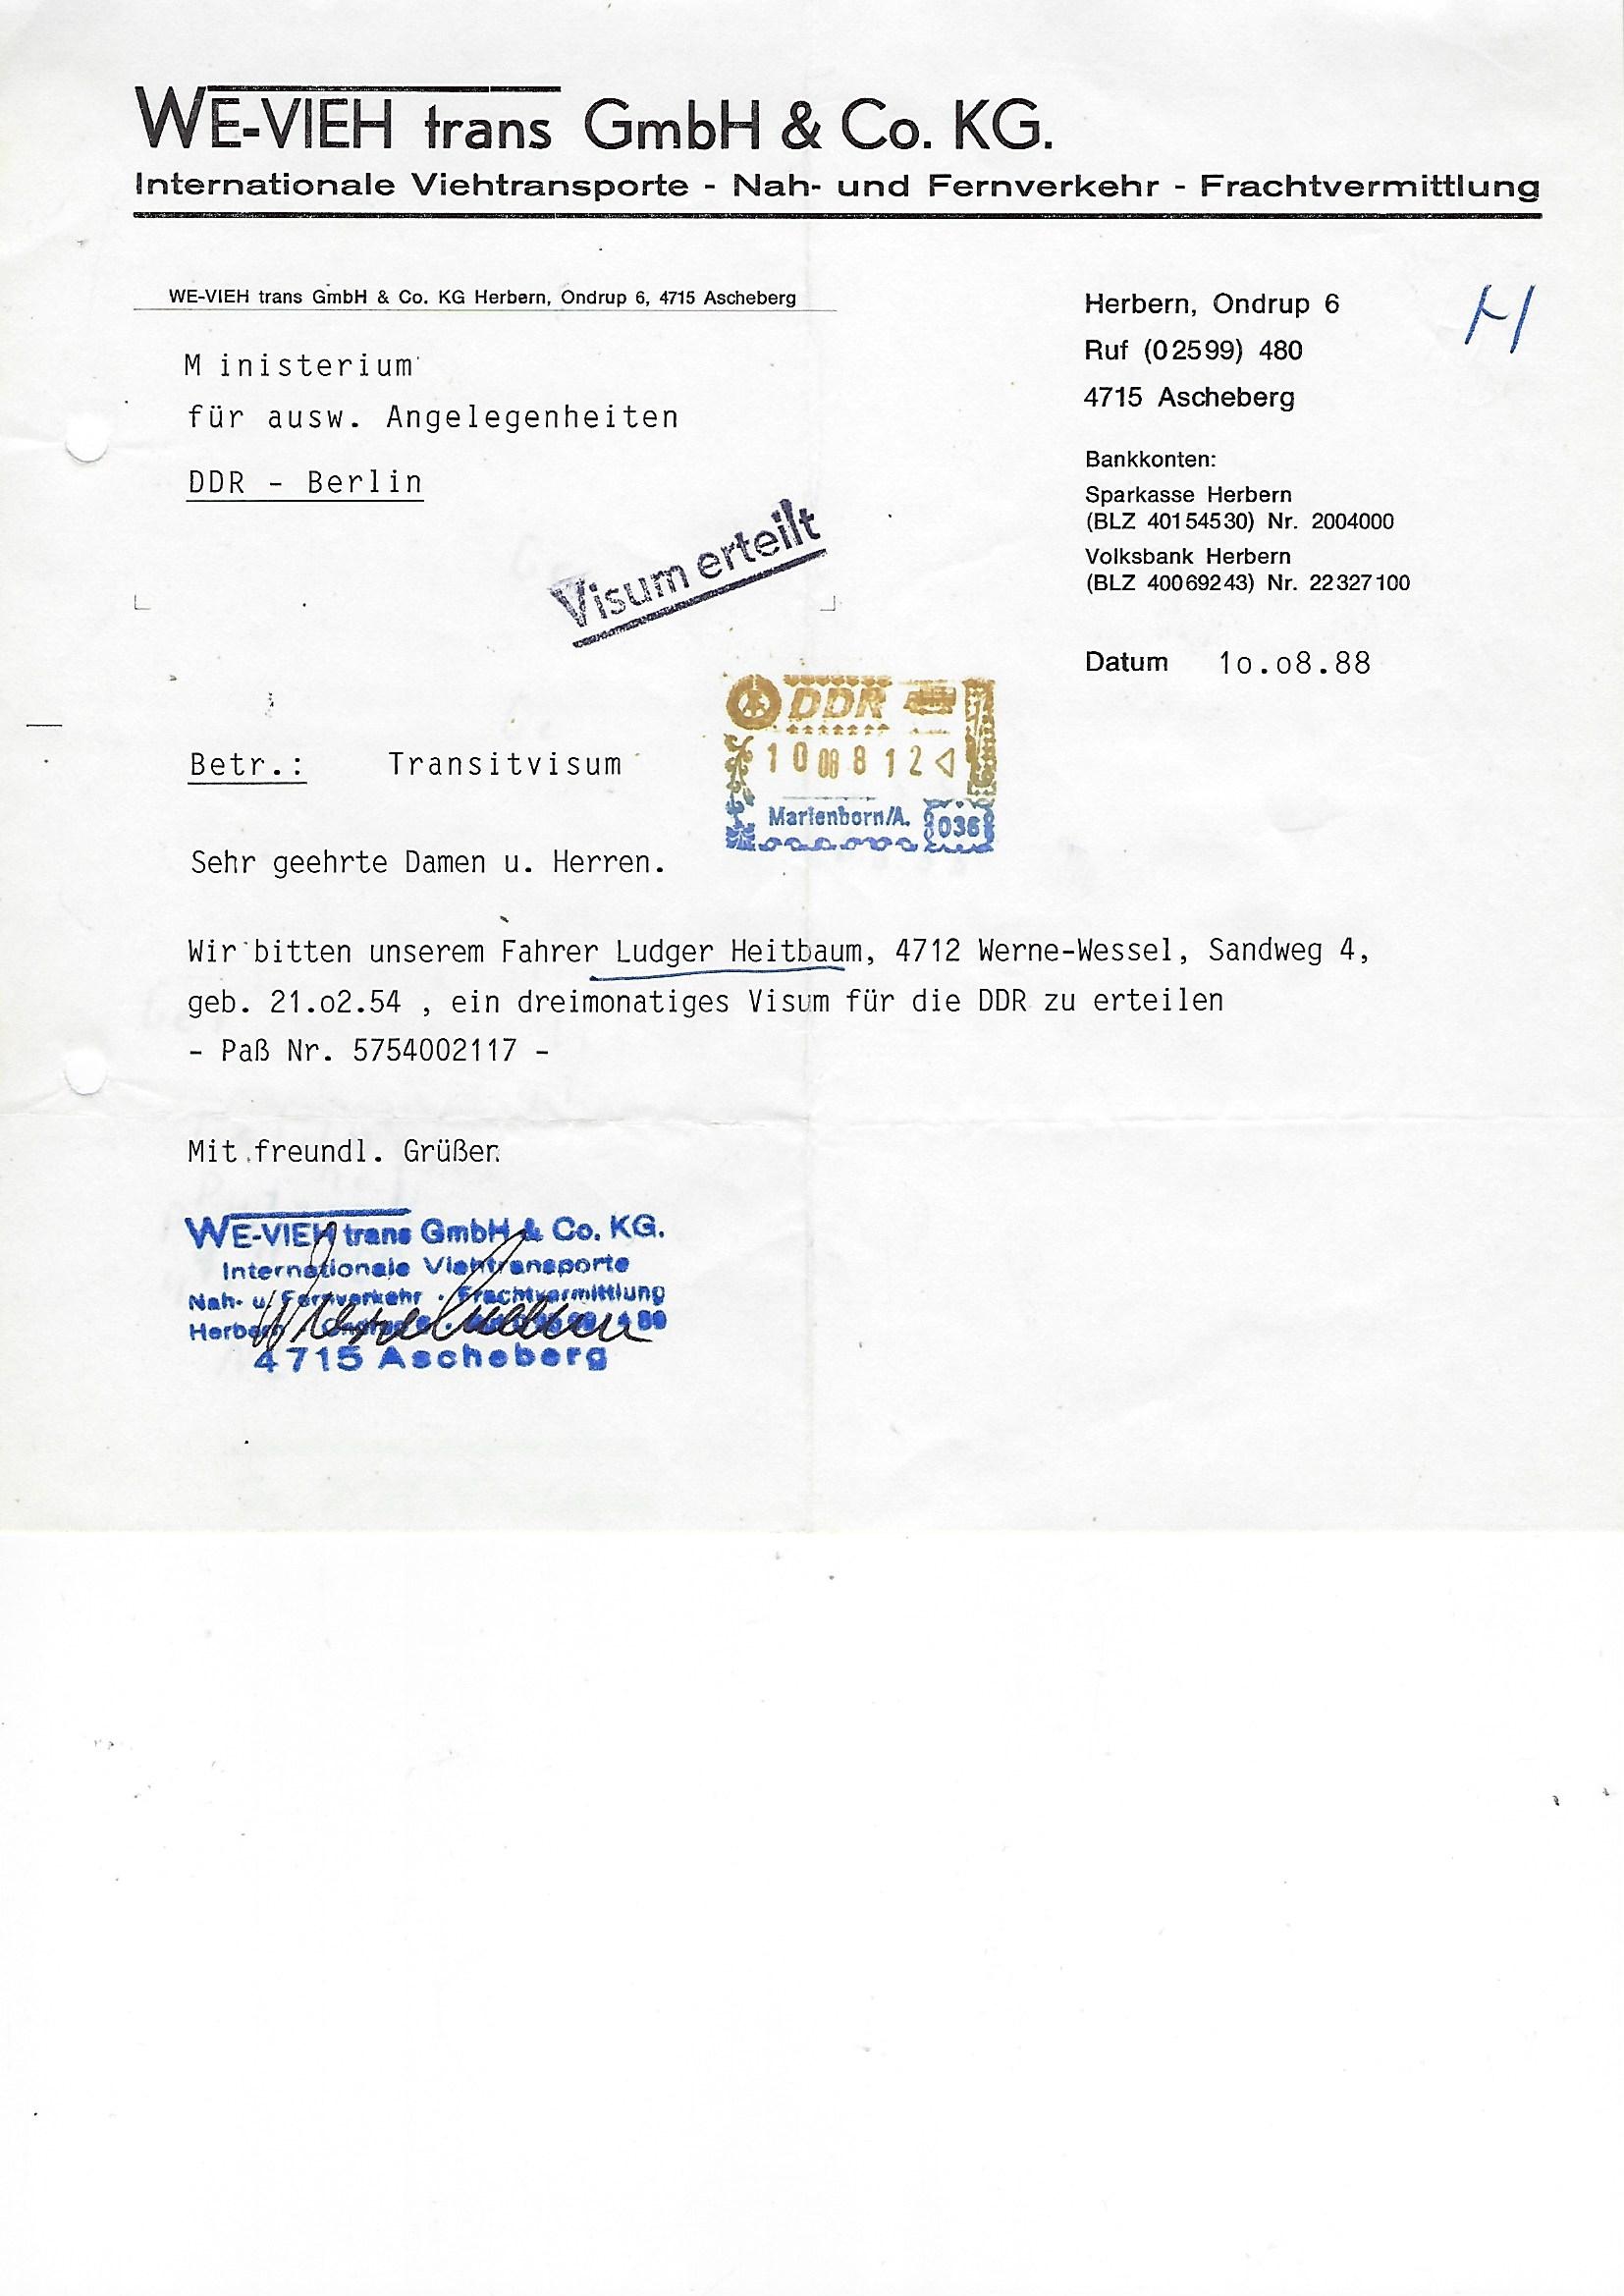 WE-VIEH trans GmbH & Co. KG.
Internationale Viehtransporte - Nah- und Fernverkehr - Frachtvermittlung
WE-VIEH trans GmbH & Co. KG Herbern, Ondrup 6, 4715 Ascheberg
Herbern, Ondrup 6
Ruf (02599) 480
4715 Ascheberg
H
M inisterium
für ausw. Angelegenheiten
DDR - Berlin
Bankkonten:
Sparkasse Herbern
(BLZ 40154530) Nr. 2004000
Volksbank Herbern
(BLZ 40069243) Nr. 22327100
Visum erteilt
Datum 1o.o8.88
DDR
10 08 8 12
Marienborn/A. 036
Betr.: Transitvisum
Sehr geehrte Damen u. Herren.
Wir bitten unserem Fahrer Ludger Heitbaum, 4712 Werne-Wessel, Sandweg 4,
geb. 21.o2.54 , ein dreimonatiges Visum für die DDR zu erteilen
- Paß Nr. 5754002117 -
Mit freundl. Grüßen
WE-VIEH trans GmbH & Co. KG.
Internationale Viehtransporte
Nah- u. Fernverkehr · Frachtvermittlung
Herbern
4715 Ascheberg